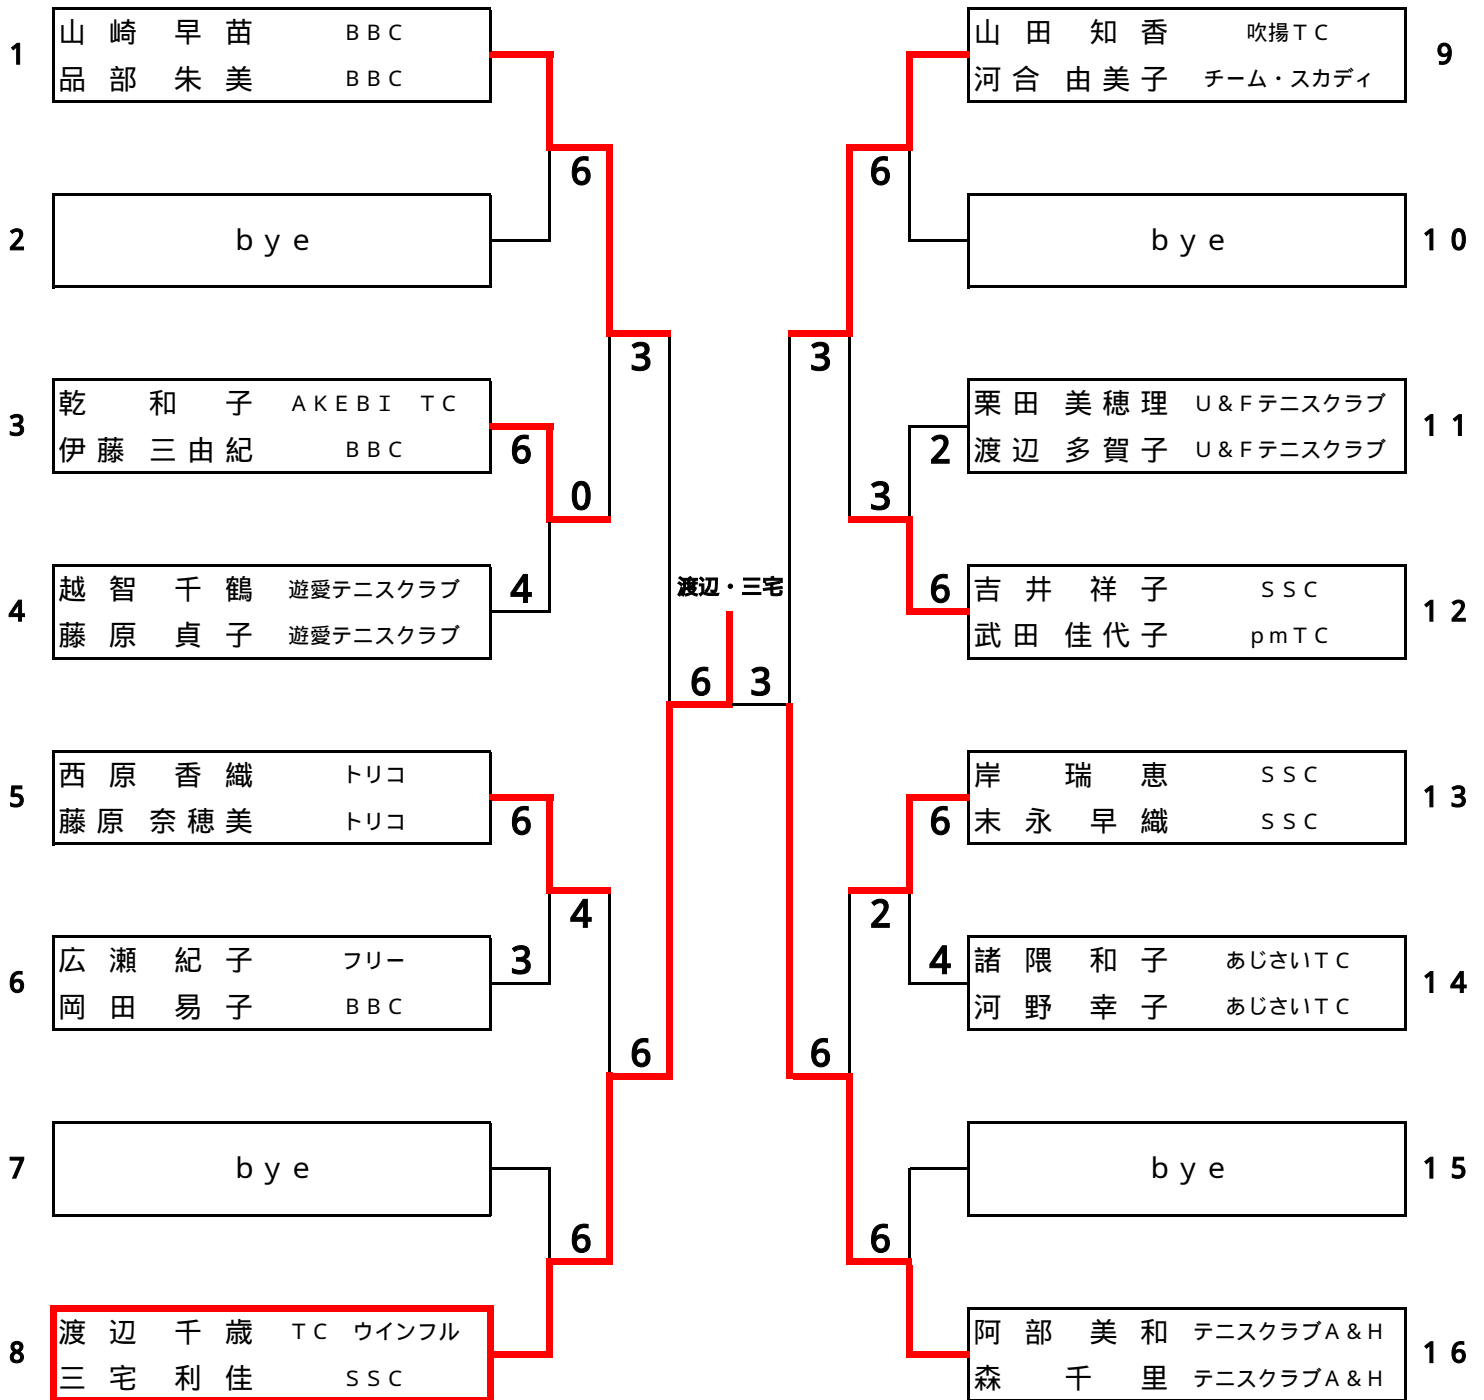 1
山崎 早苗 BBC
品部 朱美 BBC
6
2
bye
3
3
乾 和子 AKEBI TC
伊藤 三由紀 BBC
6
0
4
越智 千鶴 遊愛テニスクラブ
藤原 貞子 遊愛テニスクラブ
4
5
西原 香織 トリコ
藤原 奈穂美 トリコ
6
4
6
広瀬 紀子 フリー
岡田 易子 BBC
3
6
7
bye
6
8
渡辺 千歳 TC ウインフル
三宅 利佳 SSC
渡辺・三宅
6 3
山田 知香 吹揚TC
河合 由美子 チーム・スカディ
9
6
bye
10
3
栗田 美穂理 U&Fテニスクラブ
渡辺 多賀子 U&Fテニスクラブ
11
2
3
吉井 祥子 SSC
武田 佳代子 pmTC
12
6
岸 瑞恵 SSC
末永 早織 SSC
13
6
2
諸隈 和子 あじさいTC
河野 幸子 あじさいTC
14
4
6
bye
15
6
阿部 美和 テニスクラブA&H
森 千里 テニスクラブA&H
16